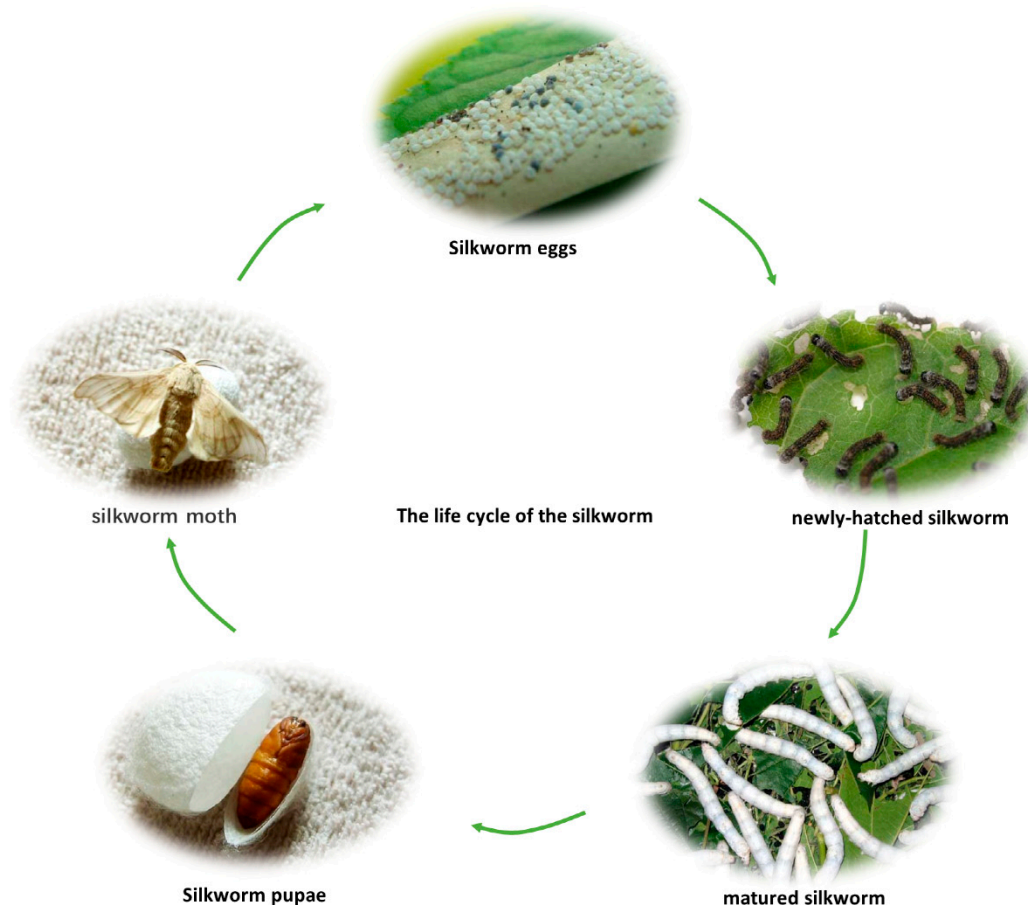 Silkworm eggs
silkworm moth
The life cycle of the silkworm
newly-hatched silkworm
Silkworm pupae
matured silkworm